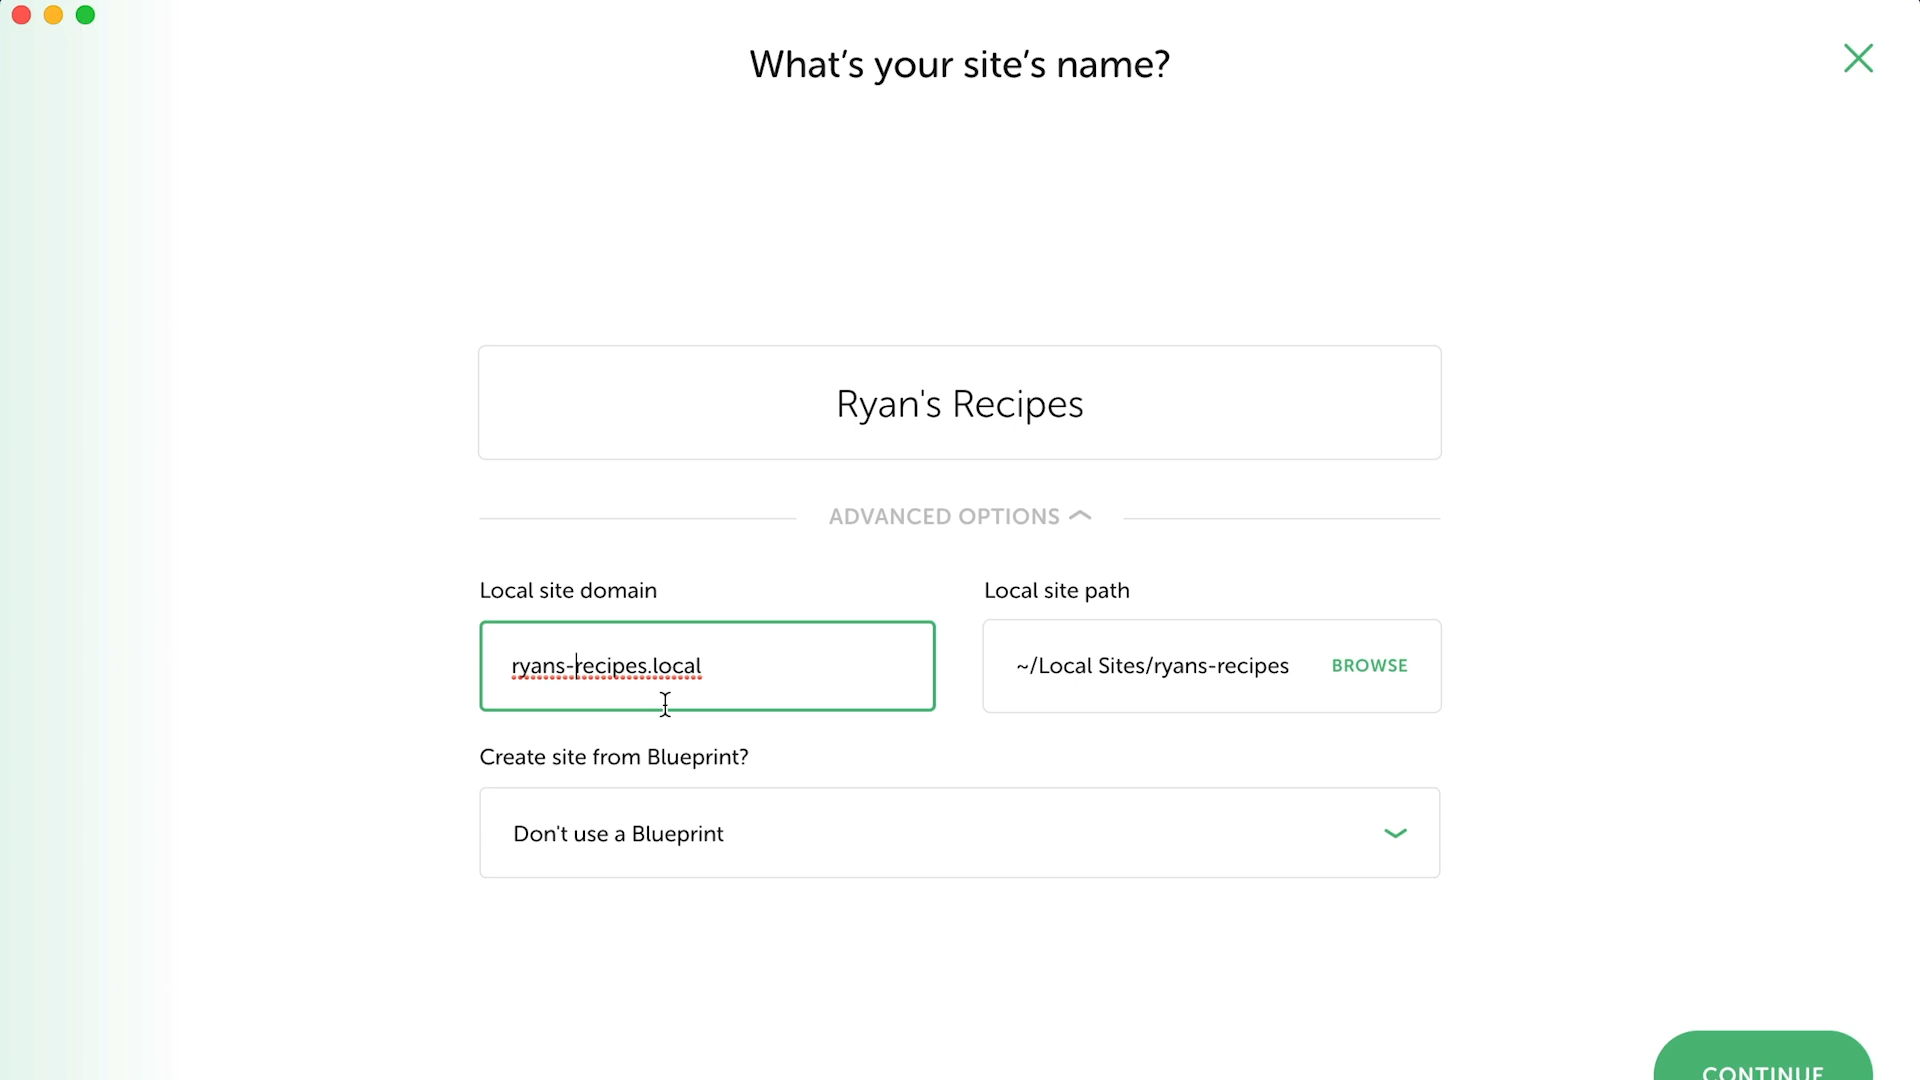 What's your site's name?
Ryan's Recipes
ADVANCED OPTIONS
Local site domain
Local site path
ryans-recipes.local
~/Local Sites/ryans-recipes
BROWSE
Create site from Blueprint?
Don't use a Blueprint
CONTINUE